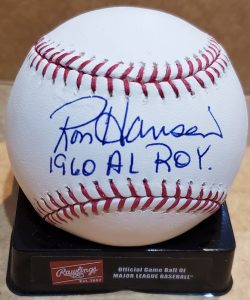 Ron Hansen
1960 AL ROY.
Rawlings
Official Game Ball Of
MAJOR LEAGUE BASEBALL®